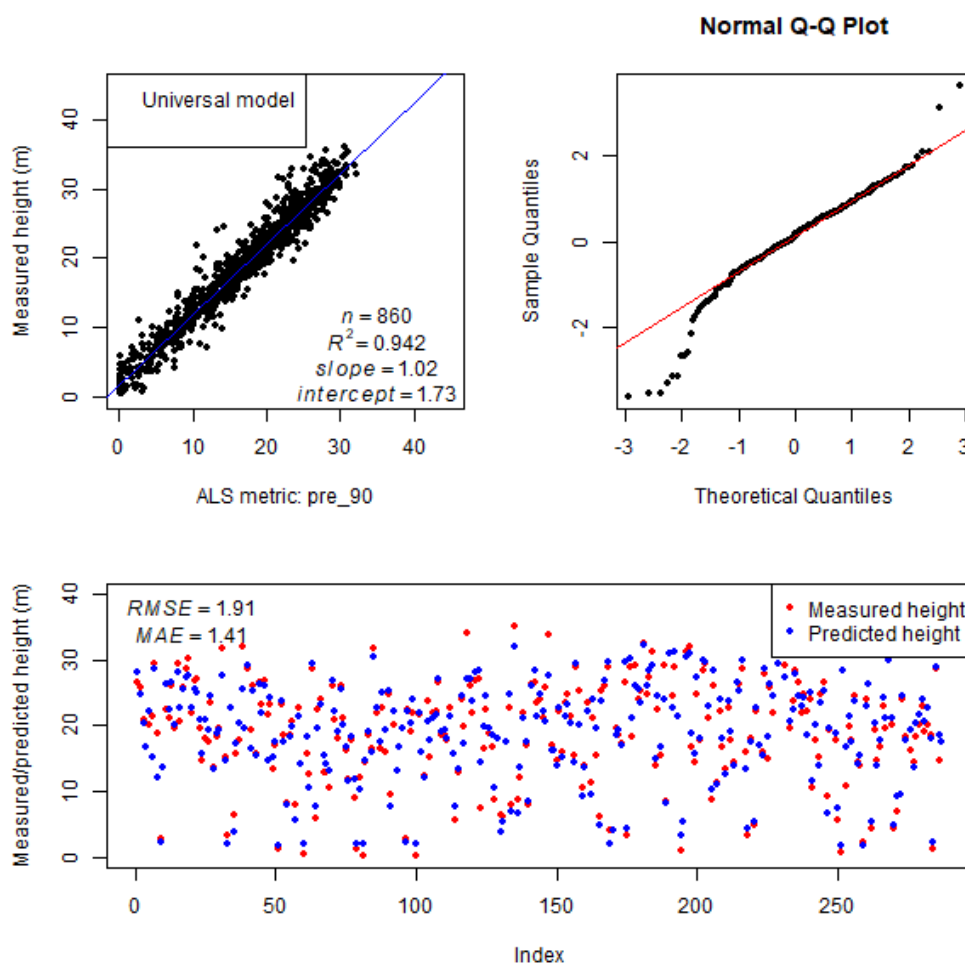 Normal Q-Q Plot
Universal model
Measured height (m)
40
30
20
10
0
n = 860
R² = 0.942
slope = 1.02
intercept = 1.73
0 10 20 30 40
ALS metric: pre_90
Sample Quantiles
2
0
-2
-3 -2 -1 0 1 2 3
Theoretical Quantiles
Measured/predicted height (m)
40
30
20
10
0
RMSE = 1.91
MAE = 1.41
Measured height
Predicted height
0 50 100 150 200 250
Index